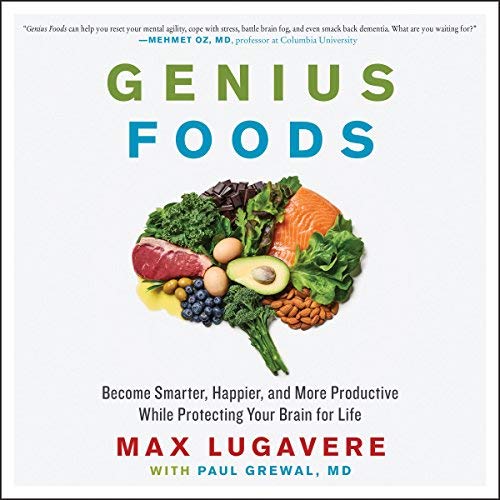 "Genius Foods can help you reset your mental agility, cope with stress, battle brain fog, and even smack back dementia. What are you waiting for?"
—MEHMET OZ, MD, professor at Columbia University
GENIUS
FOODS
Become Smarter, Happier, and More Productive
While Protecting Your Brain for Life
MAX LUGAVERE
WITH PAUL GREWAL, MD